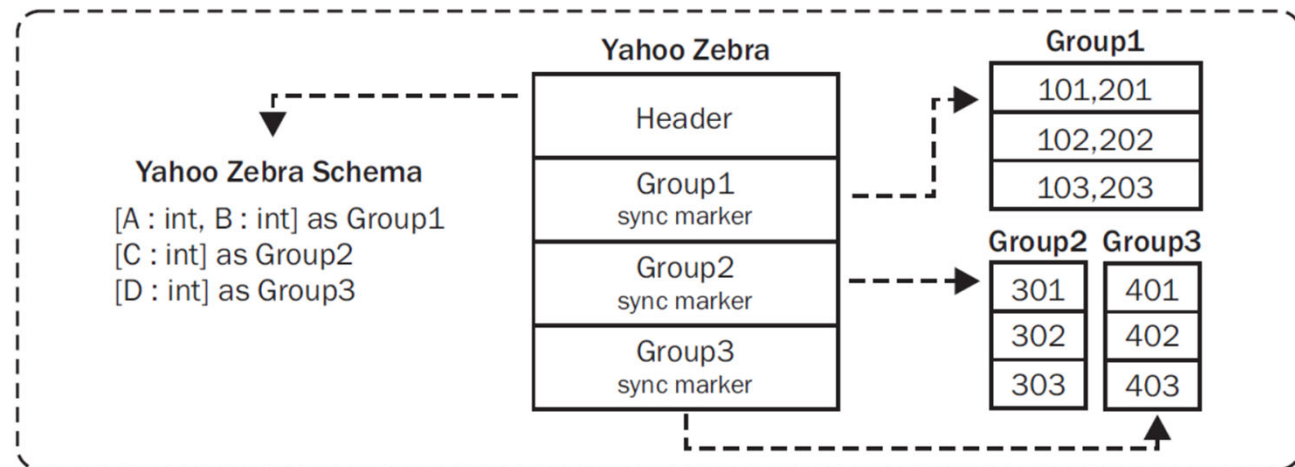 Yahoo Zebra
Header
Group1
sync marker
Group2
sync marker
Group3
sync marker
Yahoo Zebra Schema
[A : int, B : int] as Group1
[C : int] as Group2
[D : int] as Group3
Group1
101,201
102,202
103,203
Group2
301
302
303
Group3
401
402
403